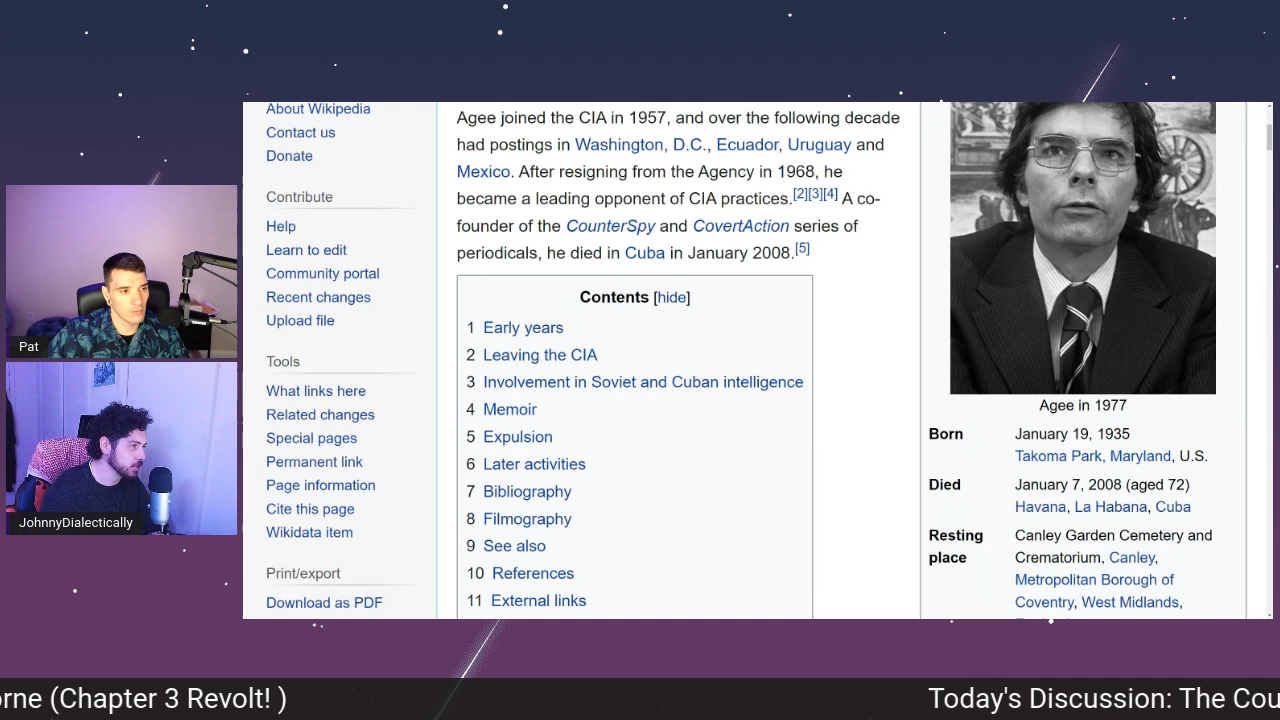 About Wikipedia
Contact us
Donate
Contribute
Help
Learn to edit
Community portal
Recent changes
Upload file
Tools
What links here
Related changes
Special pages
Permanent link
Page information
Cite this page
Wikidata item
Print/export
Download as PDF
Agee joined the CIA in 1957, and over the following decade
had postings in Washington, D.C., Ecuador, Uruguay and
Mexico. After resigning from the Agency in 1968, he
became a leading opponent of CIA practices.[2][3][4] A co-
founder of the CounterSpy and CovertAction series of
periodicals, he died in Cuba in January 2008.[5]
Contents [hide]
1 Early years
2 Leaving the CIA
3 Involvement in Soviet and Cuban intelligence
4 Memoir
5 Expulsion
6 Later activities
7 Bibliography
8 Filmography
9 See also
10 References
11 External links
Agee in 1977
Born January 19, 1935
Takoma Park, Maryland, U.S.
Died January 7, 2008 (aged 72)
Havana, La Habana, Cuba
Resting Canley Garden Cemetery and
place Crematorium, Canley,
Metropolitan Borough of
Coventry, West Midlands,
Pat
JohnnyDialectically
orne (Chapter 3 Revolt! ) Today's Discussion: The Cou